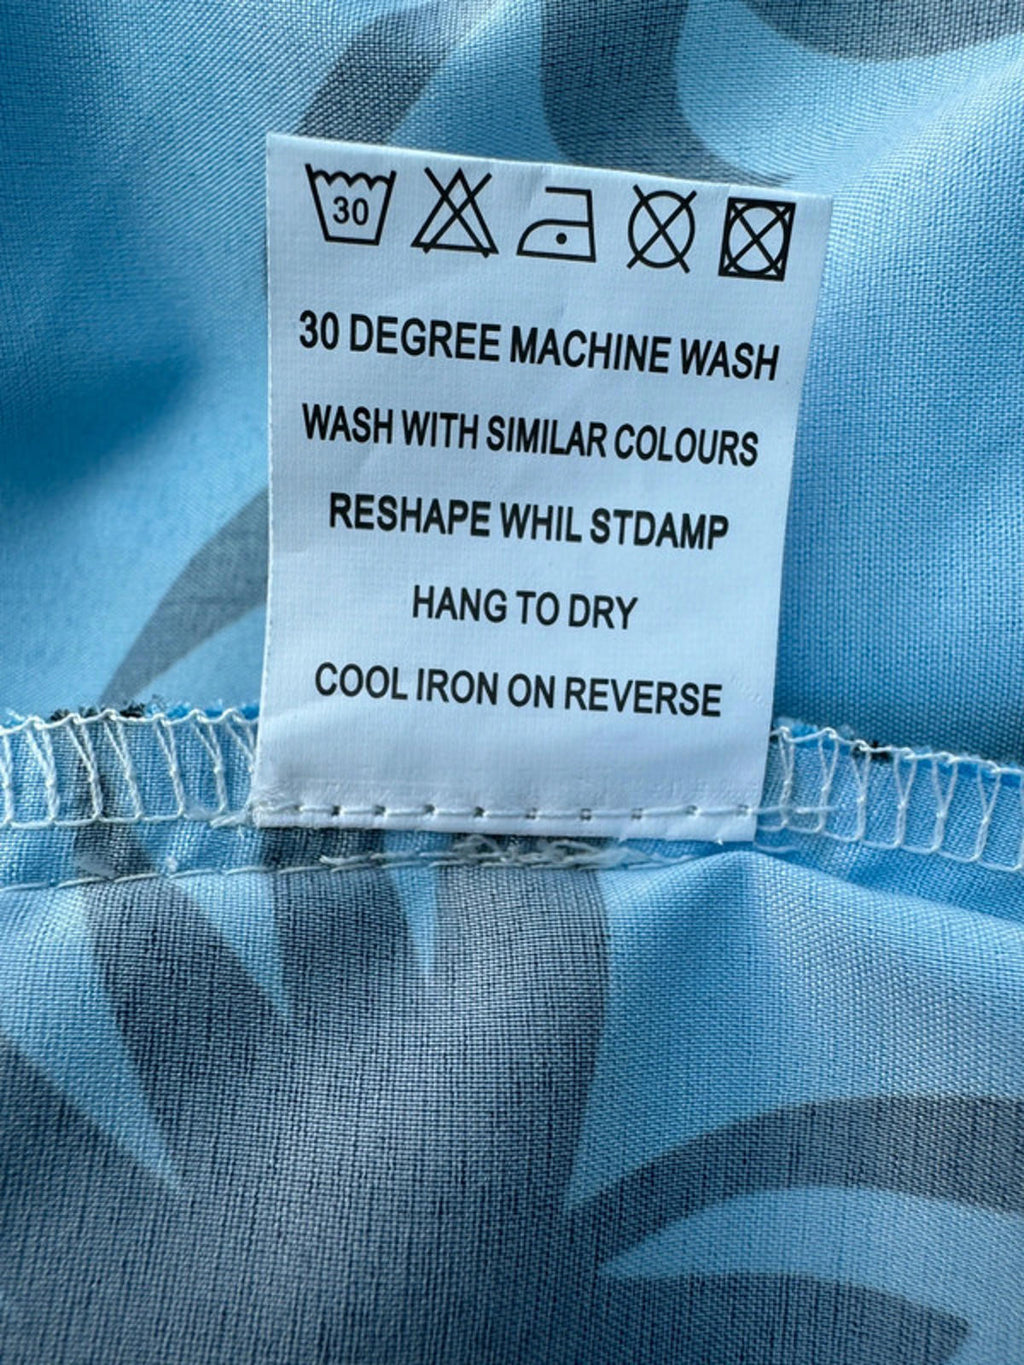 30
30 DEGREE MACHINE WASH
WASH WITH SIMILAR COLOURS
RESHAPE WHIL STDAMP
HANG TO DRY
COOL IRON ON REVERSE